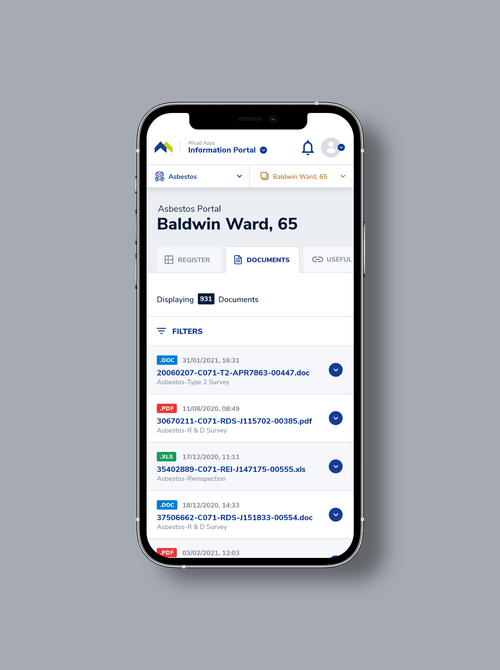 Micad Apps
Information Portal
Asbestos
Baldwin Ward, 65
Asbestos Portal
Baldwin Ward, 65
REGISTER
DOCUMENTS
USEFUL
Displaying 931 Documents
FILTERS
.DOC 31/01/2021, 16:31
20060207-C071-T2-APR7863-00447.doc
Asbestos-Type 2 Survey
.PDF 11/08/2020, 08:49
30670211-C071-RDS-J115702-00385.pdf
Asbestos-R & D Survey
.XLS 17/12/2020, 11:11
35402889-C071-REI-J147175-00555.xls
Asbestos-Reinspection
.DOC 18/12/2020, 14:33
37506662-C071-RDS-J151833-00554.doc
Asbestos-R & D Survey
.PDF 03/02/2021, 12:03